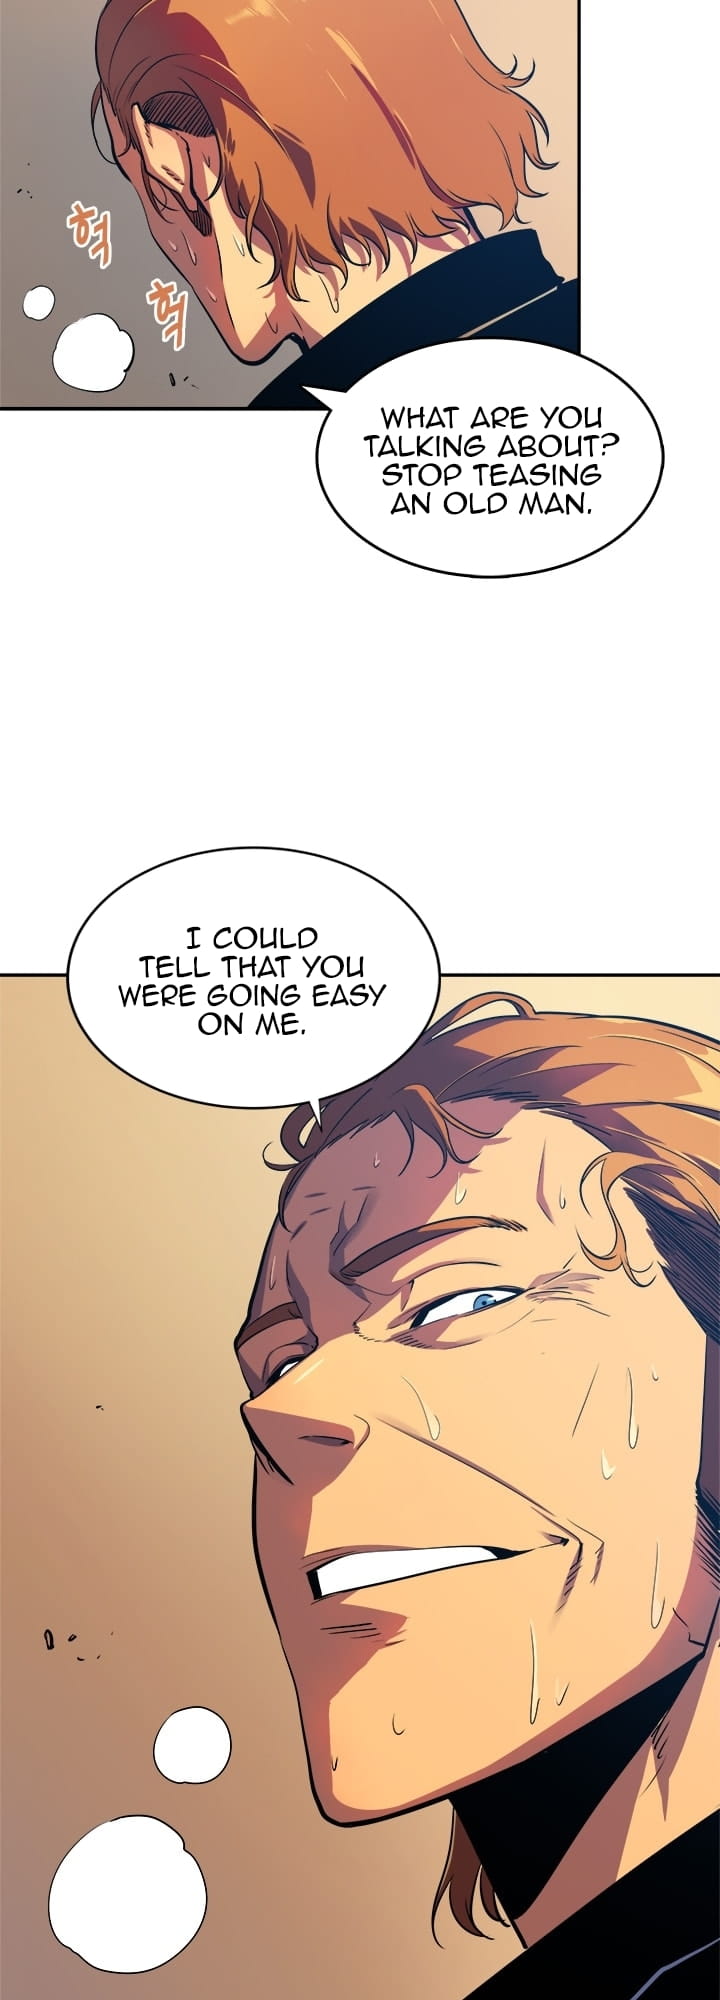 헉
헉
WHAT ARE YOU
TALKING ABOUT?
STOP TEASING
AN OLD MAN.
I COULD
TELL THAT YOU
WERE GOING EASY
ON ME.